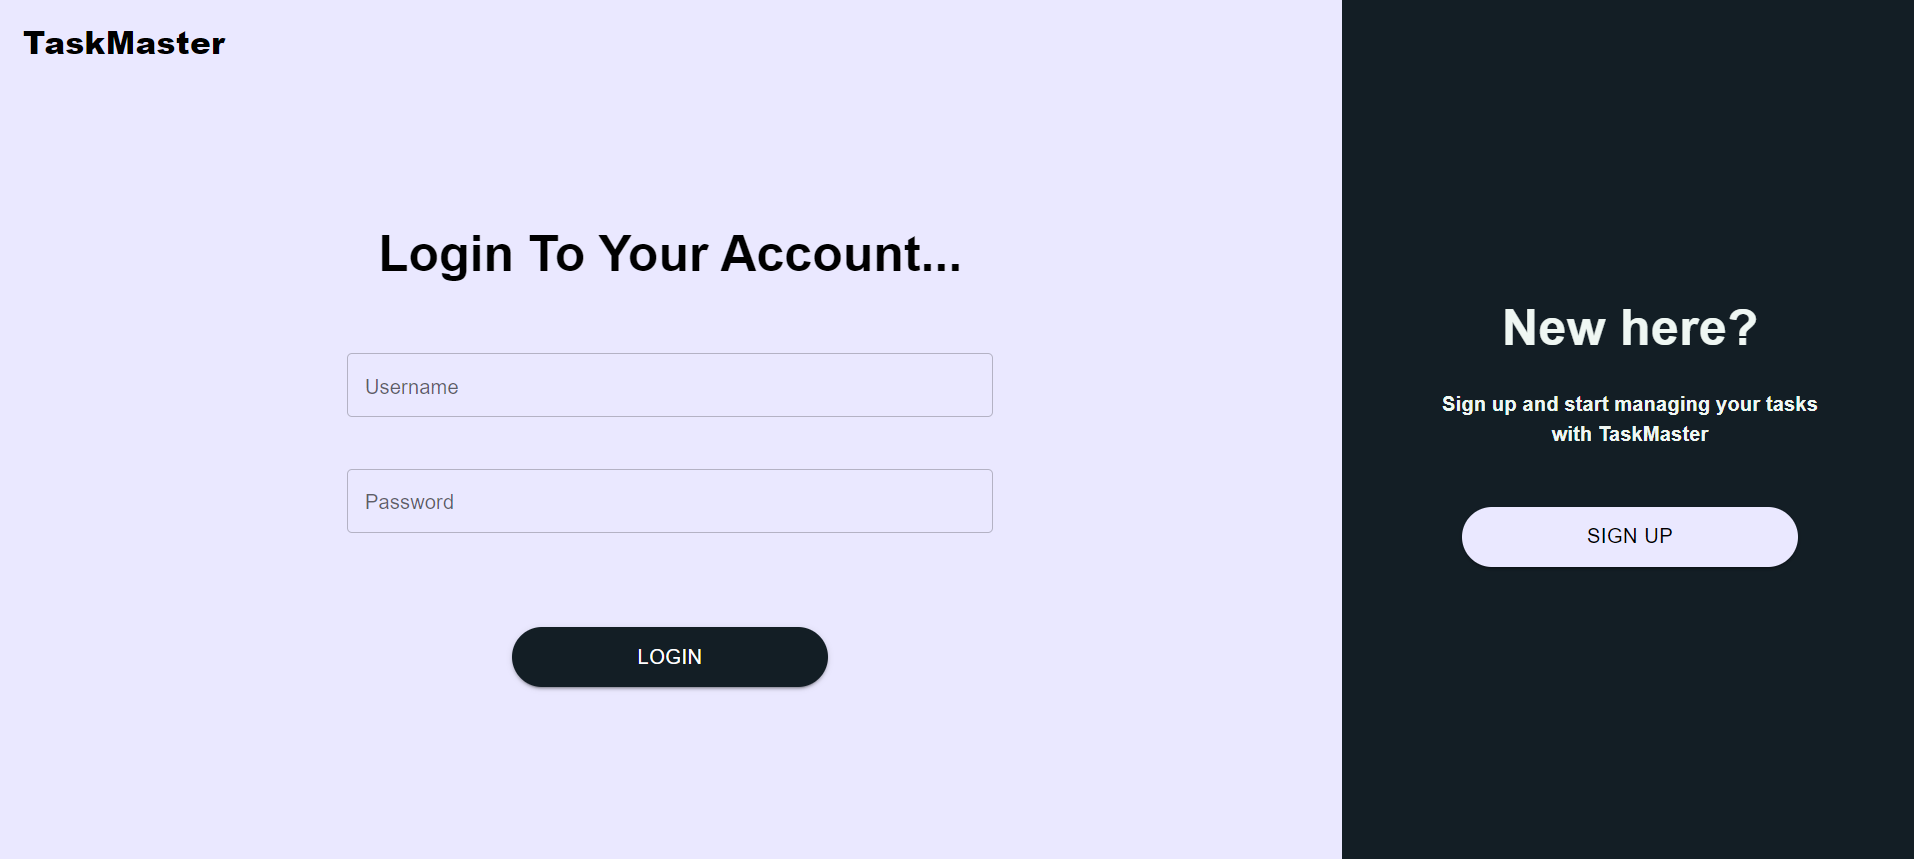 TaskMaster
Login To Your Account...
Username
Password
LOGIN
New here?
Sign up and start managing your tasks
with TaskMaster
SIGN UP